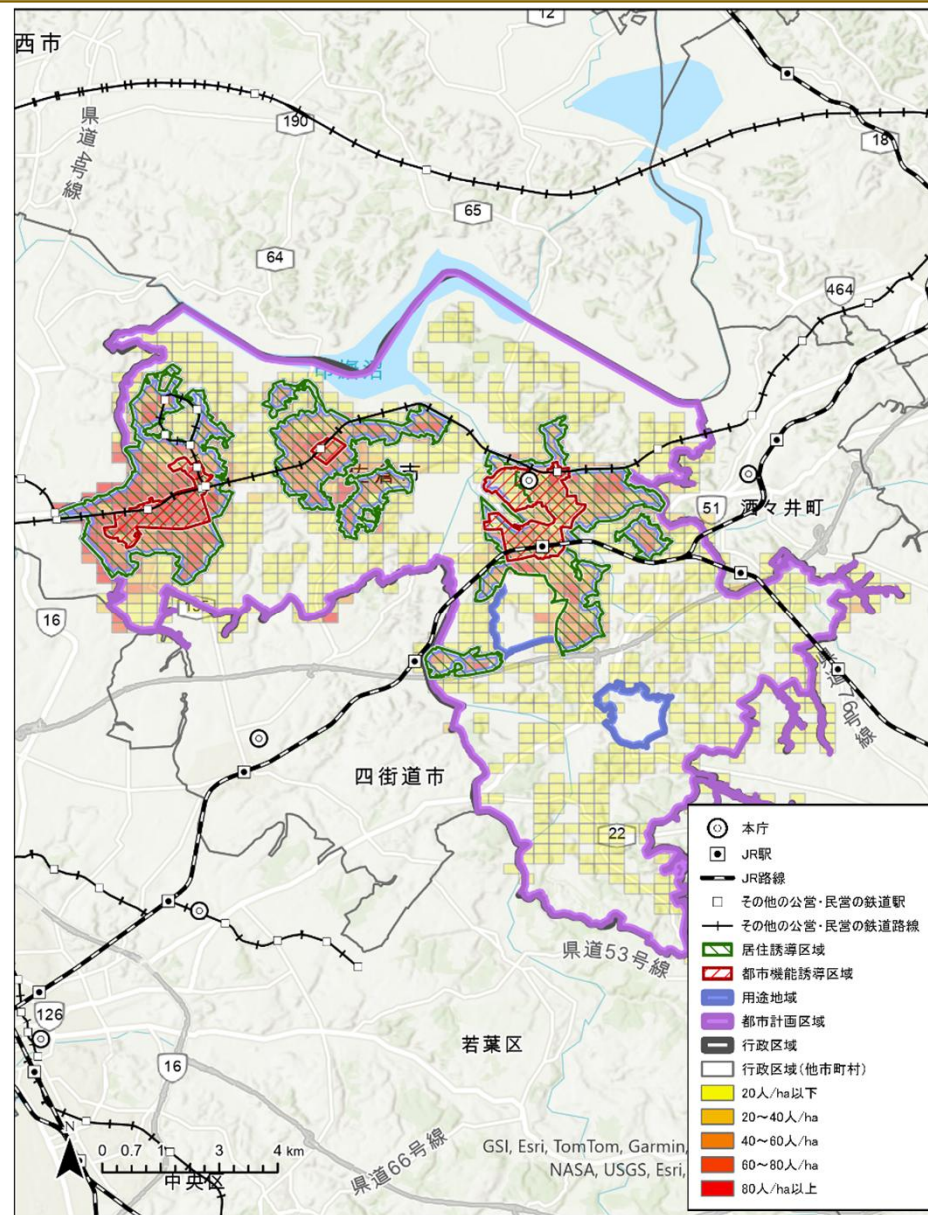 12
西市
県道4号線
190
18
65
64
464
51
酒々井町
16
県道76号線
四街道市
22
県道53号線
126
若葉区
16
県道66号線
中央区
N
0 0.7 1 3 4 km
GSI, Esri, TomTom, Garmin,
NASA, USGS, Esri,
本庁
JR駅
JR路線
その他の公営・民営の鉄道駅
その他の公営・民営の鉄道路線
居住誘導区域
都市機能誘導区域
用途地域
都市計画区域
行政区域
行政区域(他市町村)
20人/ha以下
20～40人/ha
40～60人/ha
60～80人/ha
80人/ha以上